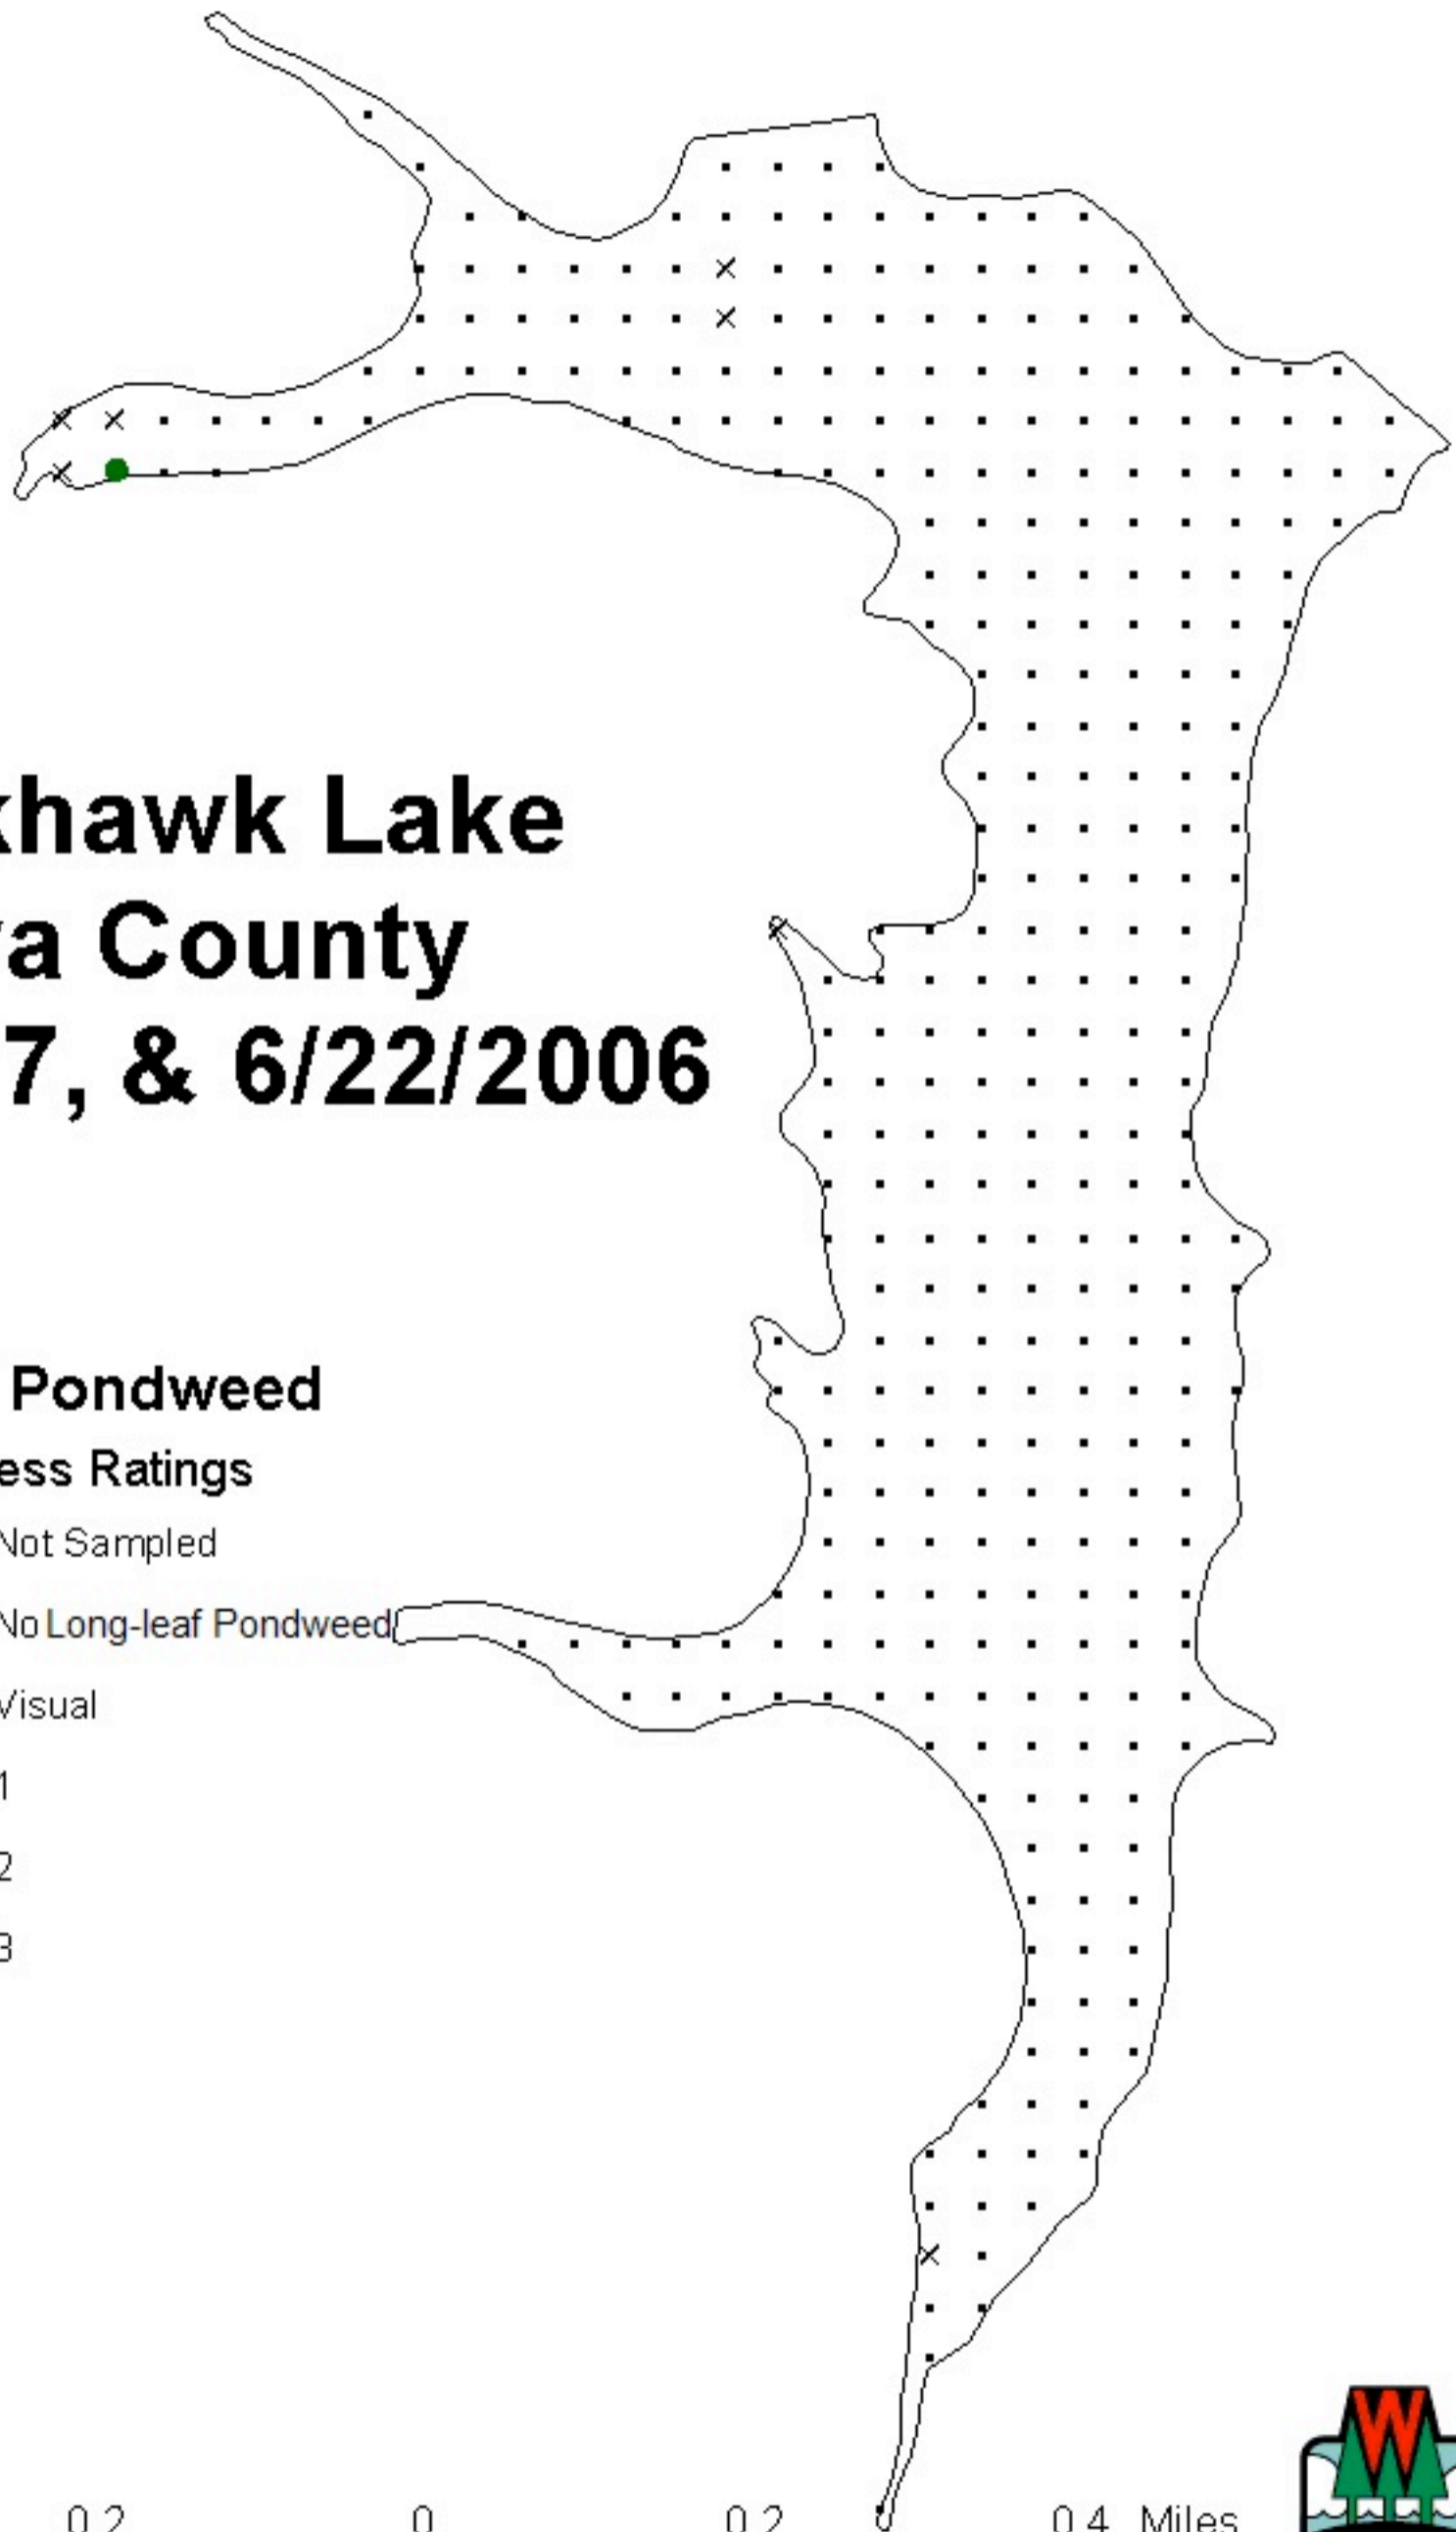 khawk Lake
va County
7, & 6/22/2006
Pondweed
ess Ratings
Not Sampled
No Long-leaf Pondweed
Visual
1
2
3
0.2 0 0.2 0.4 Miles
W